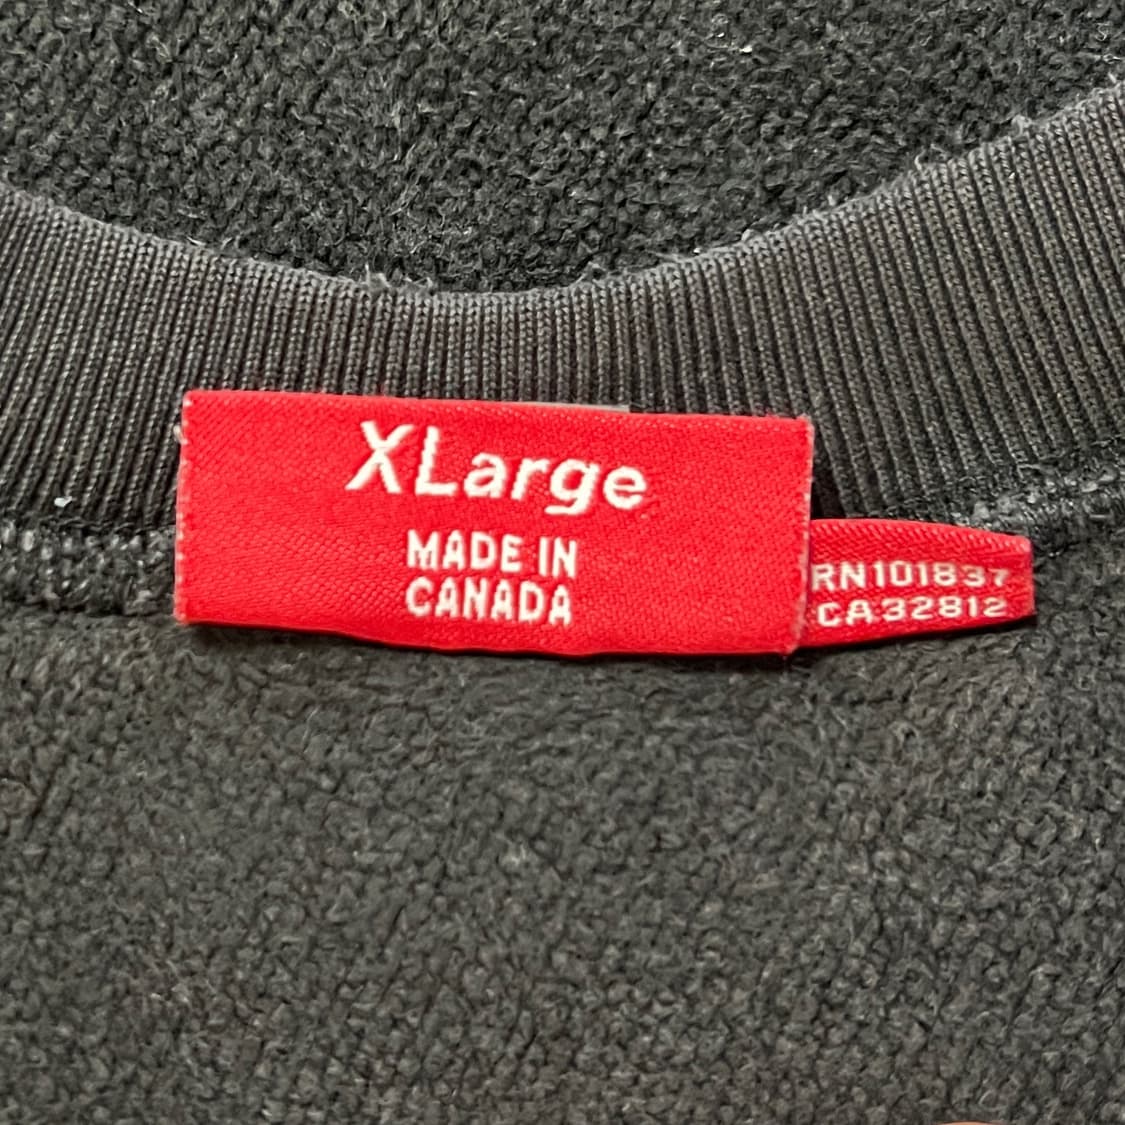 XLarge
MADE IN
CANADA
RN101837
CA32812